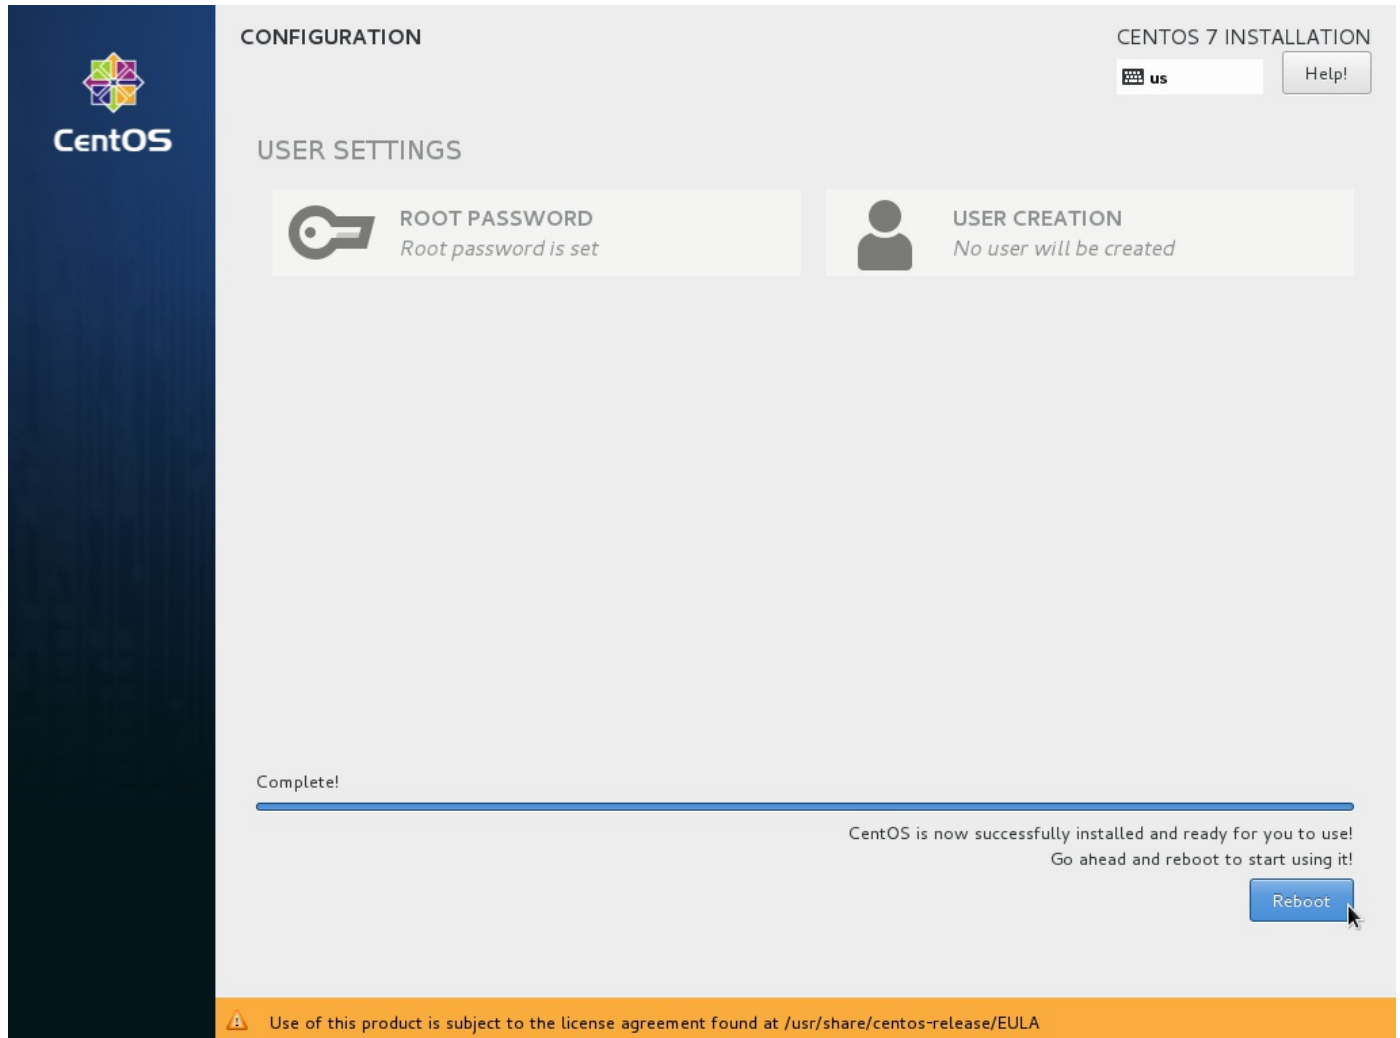 CentOS
CONFIGURATION
CENTOS 7 INSTALLATION
us
Help!
USER SETTINGS
ROOT PASSWORD
Root password is set
USER CREATION
No user will be created
Complete!
CentOS is now successfully installed and ready for you to use!
Go ahead and reboot to start using it!
Reboot
Use of this product is subject to the license agreement found at /usr/share/centos-release/EULA